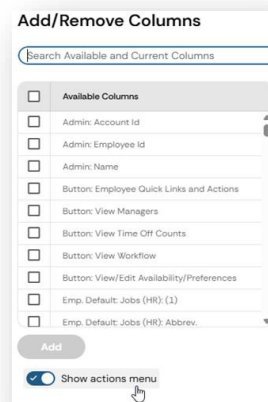 Add/Remove Columns
Search Available and Current Columns
Available Columns
Admin: Account Id
Admin: Employee Id
Admin: Name
Button: Employee Quick Links and Actions
Button: View Managers
Button: View Time Off Counts
Button: View Workflow
Button: View/Edit Availability/Preferences
Emp. Default: Jobs (HR): (1)
Emp. Default: Jobs (HR): Abbrev.
Add
Show actions menu